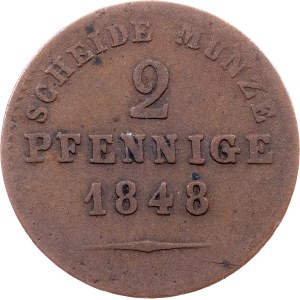 SCHEIDE MÜNZE
2
PFENNIGE
1848